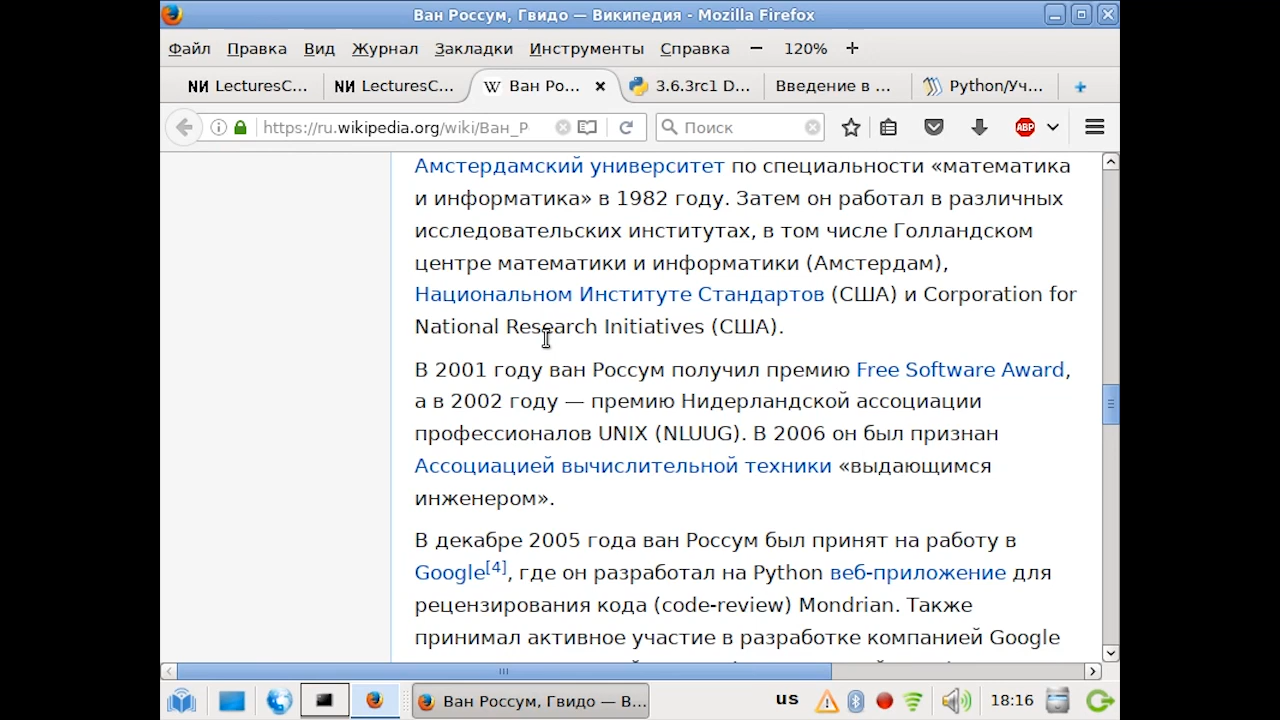 Ван Россум, Гвидо — Википедия - Mozilla Firefox
Файл Правка Вид Журнал Закладки Инструменты Справка − 120% +
ИИ LecturesC... ИИ LecturesC... W Ван Ро... 3.6.3rc1 D... Введение в ... Python/Уч...
https://ru.wikipedia.org/wiki/Ван_Р Поиск ABP
Амстердамский университет по специальности «математика
и информатика» в 1982 году. Затем он работал в различных
исследовательских институтах, в том числе Голландском
центре математики и информатики (Амстердам),
Национальном Институте Стандартов (США) и Corporation for
National Research Initiatives (США).
В 2001 году ван Россум получил премию Free Software Award,
а в 2002 году — премию Нидерландской ассоциации
профессионалов UNIX (NLUUG). В 2006 он был признан
Ассоциацией вычислительной техники «выдающимся
инженером».
В декабре 2005 года ван Россум был принят на работу в
Google[4], где он разработал на Python веб-приложение для
рецензирования кода (code-review) Mondrian. Также
принимал активное участие в разработке компанией Google
Ван Россум, Гвидо — В... us 18:16